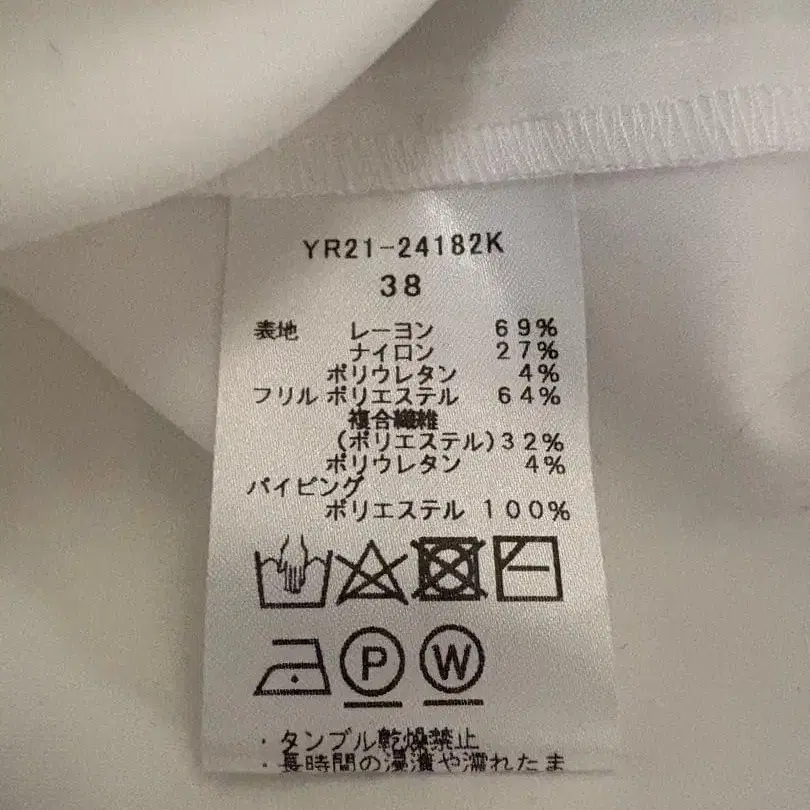 YR21-24182K
38
表地 レーヨン 69%
ナイロン 27%
ポリウレタン 4%
フリル ポリエステル 64%
複合繊維
(ポリエステル)32%
ポリウレタン 4%
パイピング
ポリエステル 100%
P W
・タンブル乾燥禁止
・長時間の浸漬や濡れたま